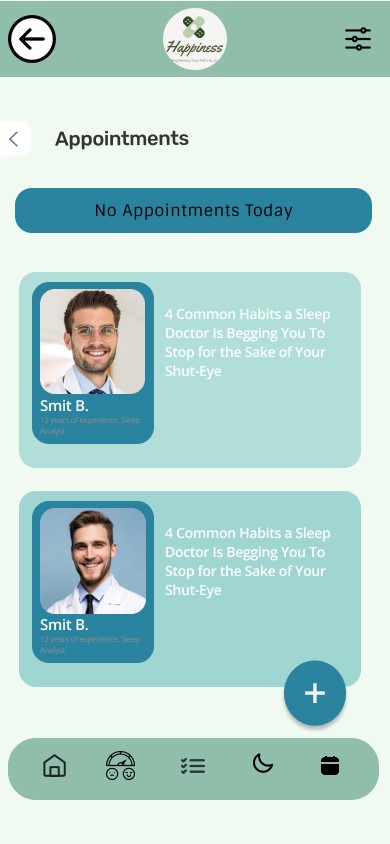 Happiness
Appointments
No Appointments Today
4 Common Habits a Sleep
Doctor Is Begging You To
Stop for the Sake of Your
Shut-Eye
Smit B.
12 years of experience, Sleep
Analyst
4 Common Habits a Sleep
Doctor Is Begging You To
Stop for the Sake of Your
Shut-Eye
Smit B.
12 years of experience, Sleep
Analyst